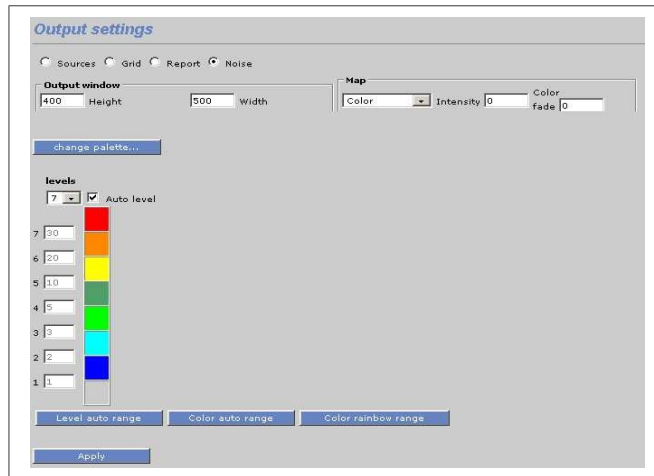 Output settings
Sources Grid Report Noise
Output window
400 Height 500 Width
Map
Color Intensity 0 Color fade 0
change palette...
levels
7 Auto level
7 30
6 20
5 10
4 5
3 3
2 2
1 1
Level auto range Color auto range Color rainbow range
Apply